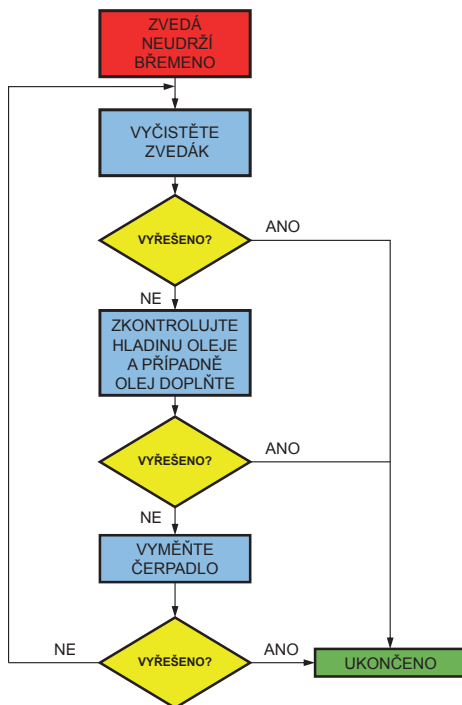 ZVEDÁ
NEUDRŽÍ
BŘEMENO
VYČISTĚTE
ZVEDÁK
VYŘEŠENO?
ANO
NE
ZKONTROLUJTE
HLADINU OLEJE
A PŘÍPADNĚ
OLEJ DOPLŇTE
VYŘEŠENO?
ANO
NE
VYMĚŇTE
ČERPADLO
NE
VYŘEŠENO?
ANO
UKONČENO